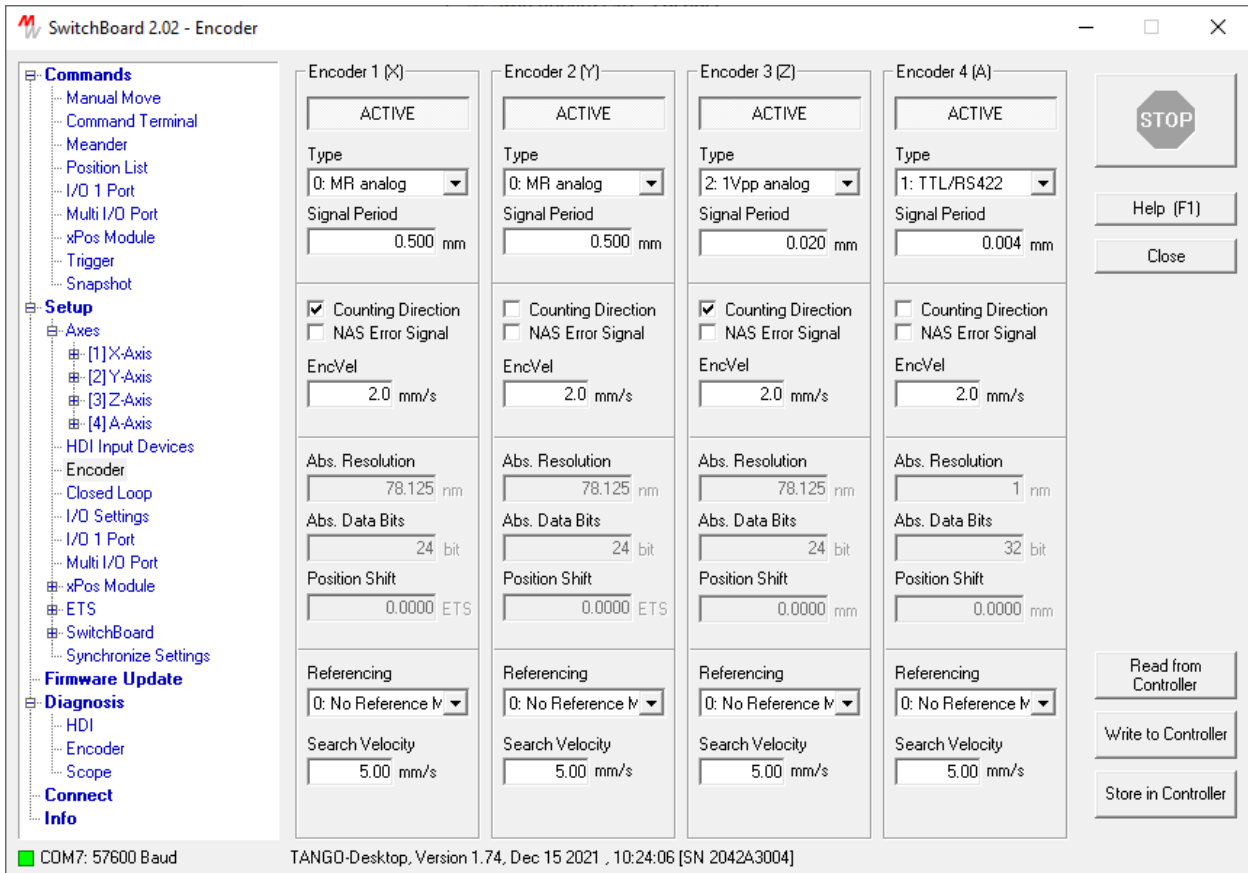 SwitchBoard 2.02 - Encoder
Commands
Manual Move
Command Terminal
Meander
Position List
I/O 1 Port
Multi I/O Port
xPos Module
Trigger
Snapshot
Setup
Axes
[1] X-Axis
[2] Y-Axis
[3] Z-Axis
[4] A-Axis
HDI Input Devices
Encoder
Closed Loop
I/O Settings
I/O 1 Port
Multi I/O Port
xPos Module
ETS
SwitchBoard
Synchronize Settings
Firmware Update
Diagnosis
HDI
Encoder
Scope
Connect
Info
Encoder 1 (X)
ACTIVE
Type
0: MR analog
Signal Period
0.500 mm
Counting Direction
NAS Error Signal
EncVel
2.0 mm/s
Abs. Resolution
78.125 nm
Abs. Data Bits
24 bit
Position Shift
0.0000 ETS
Referencing
0: No Reference M
Search Velocity
5.00 mm/s
Encoder 2 (Y)
ACTIVE
Type
0: MR analog
Signal Period
0.500 mm
Counting Direction
NAS Error Signal
EncVel
2.0 mm/s
Abs. Resolution
78.125 nm
Abs. Data Bits
24 bit
Position Shift
0.0000 ETS
Referencing
0: No Reference M
Search Velocity
5.00 mm/s
Encoder 3 (Z)
ACTIVE
Type
2: 1Vpp analog
Signal Period
0.020 mm
Counting Direction
NAS Error Signal
EncVel
2.0 mm/s
Abs. Resolution
78.125 nm
Abs. Data Bits
24 bit
Position Shift
0.0000 mm
Referencing
0: No Reference M
Search Velocity
5.00 mm/s
Encoder 4 (A)
ACTIVE
Type
1: TTL/RS422
Signal Period
0.004 mm
Counting Direction
NAS Error Signal
EncVel
2.0 mm/s
Abs. Resolution
1 nm
Abs. Data Bits
32 bit
Position Shift
0.0000 mm
Referencing
0: No Reference M
Search Velocity
5.00 mm/s
STOP
Help (F1)
Close
Read from
Controller
Write to Controller
Store in Controller
COM7: 57600 Baud
TANGO-Desktop, Version 1.74, Dec 15 2021 , 10:24:06 [SN 2042A3004]